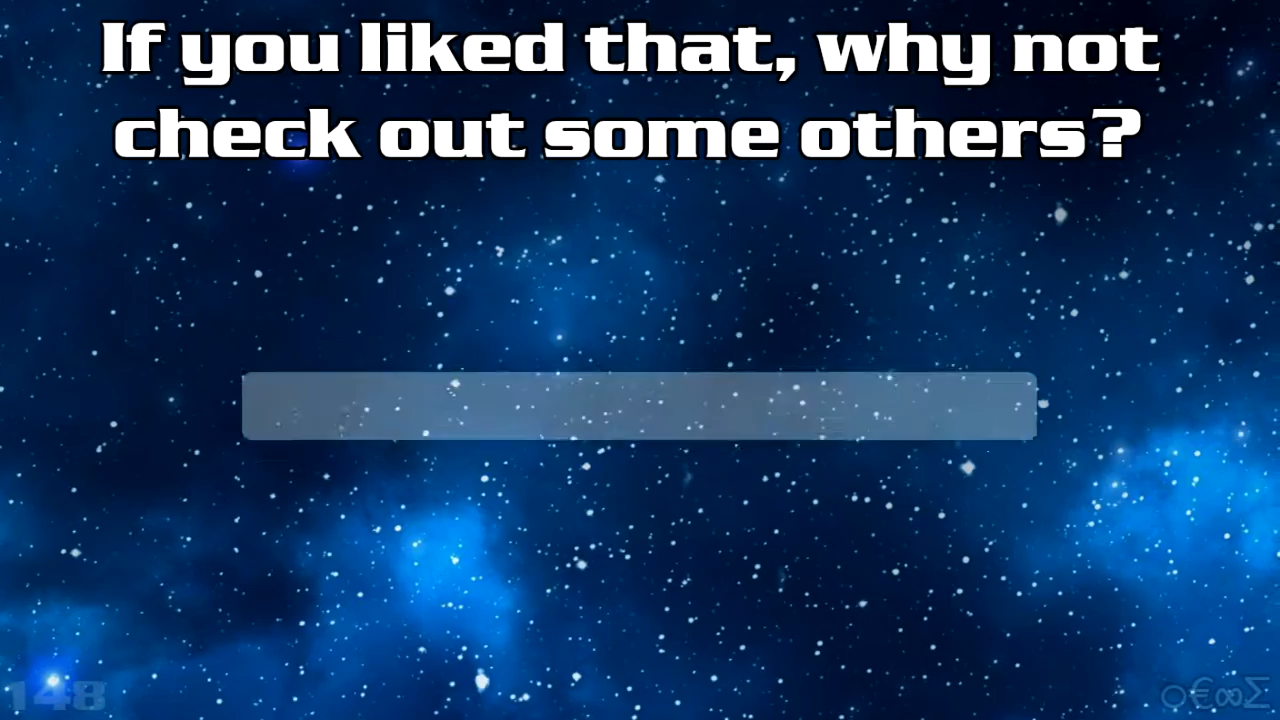 If you liked that, why not
check out some others?
148
○€∞Σ